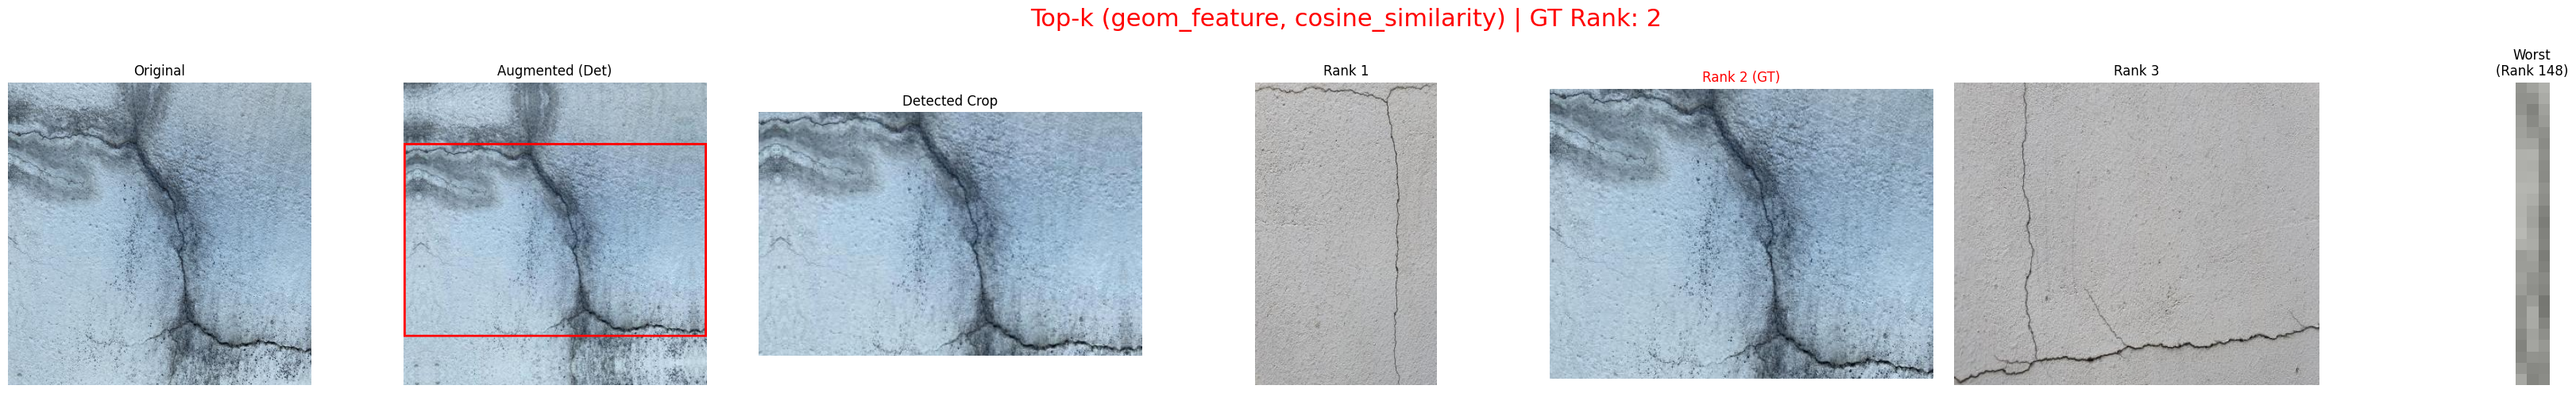 Top-k (geom_feature, cosine_similarity) | GT Rank: 2
Original
Augmented (Det)
Detected Crop
Rank 1
Rank 2 (GT)
Rank 3
Worst
(Rank 148)